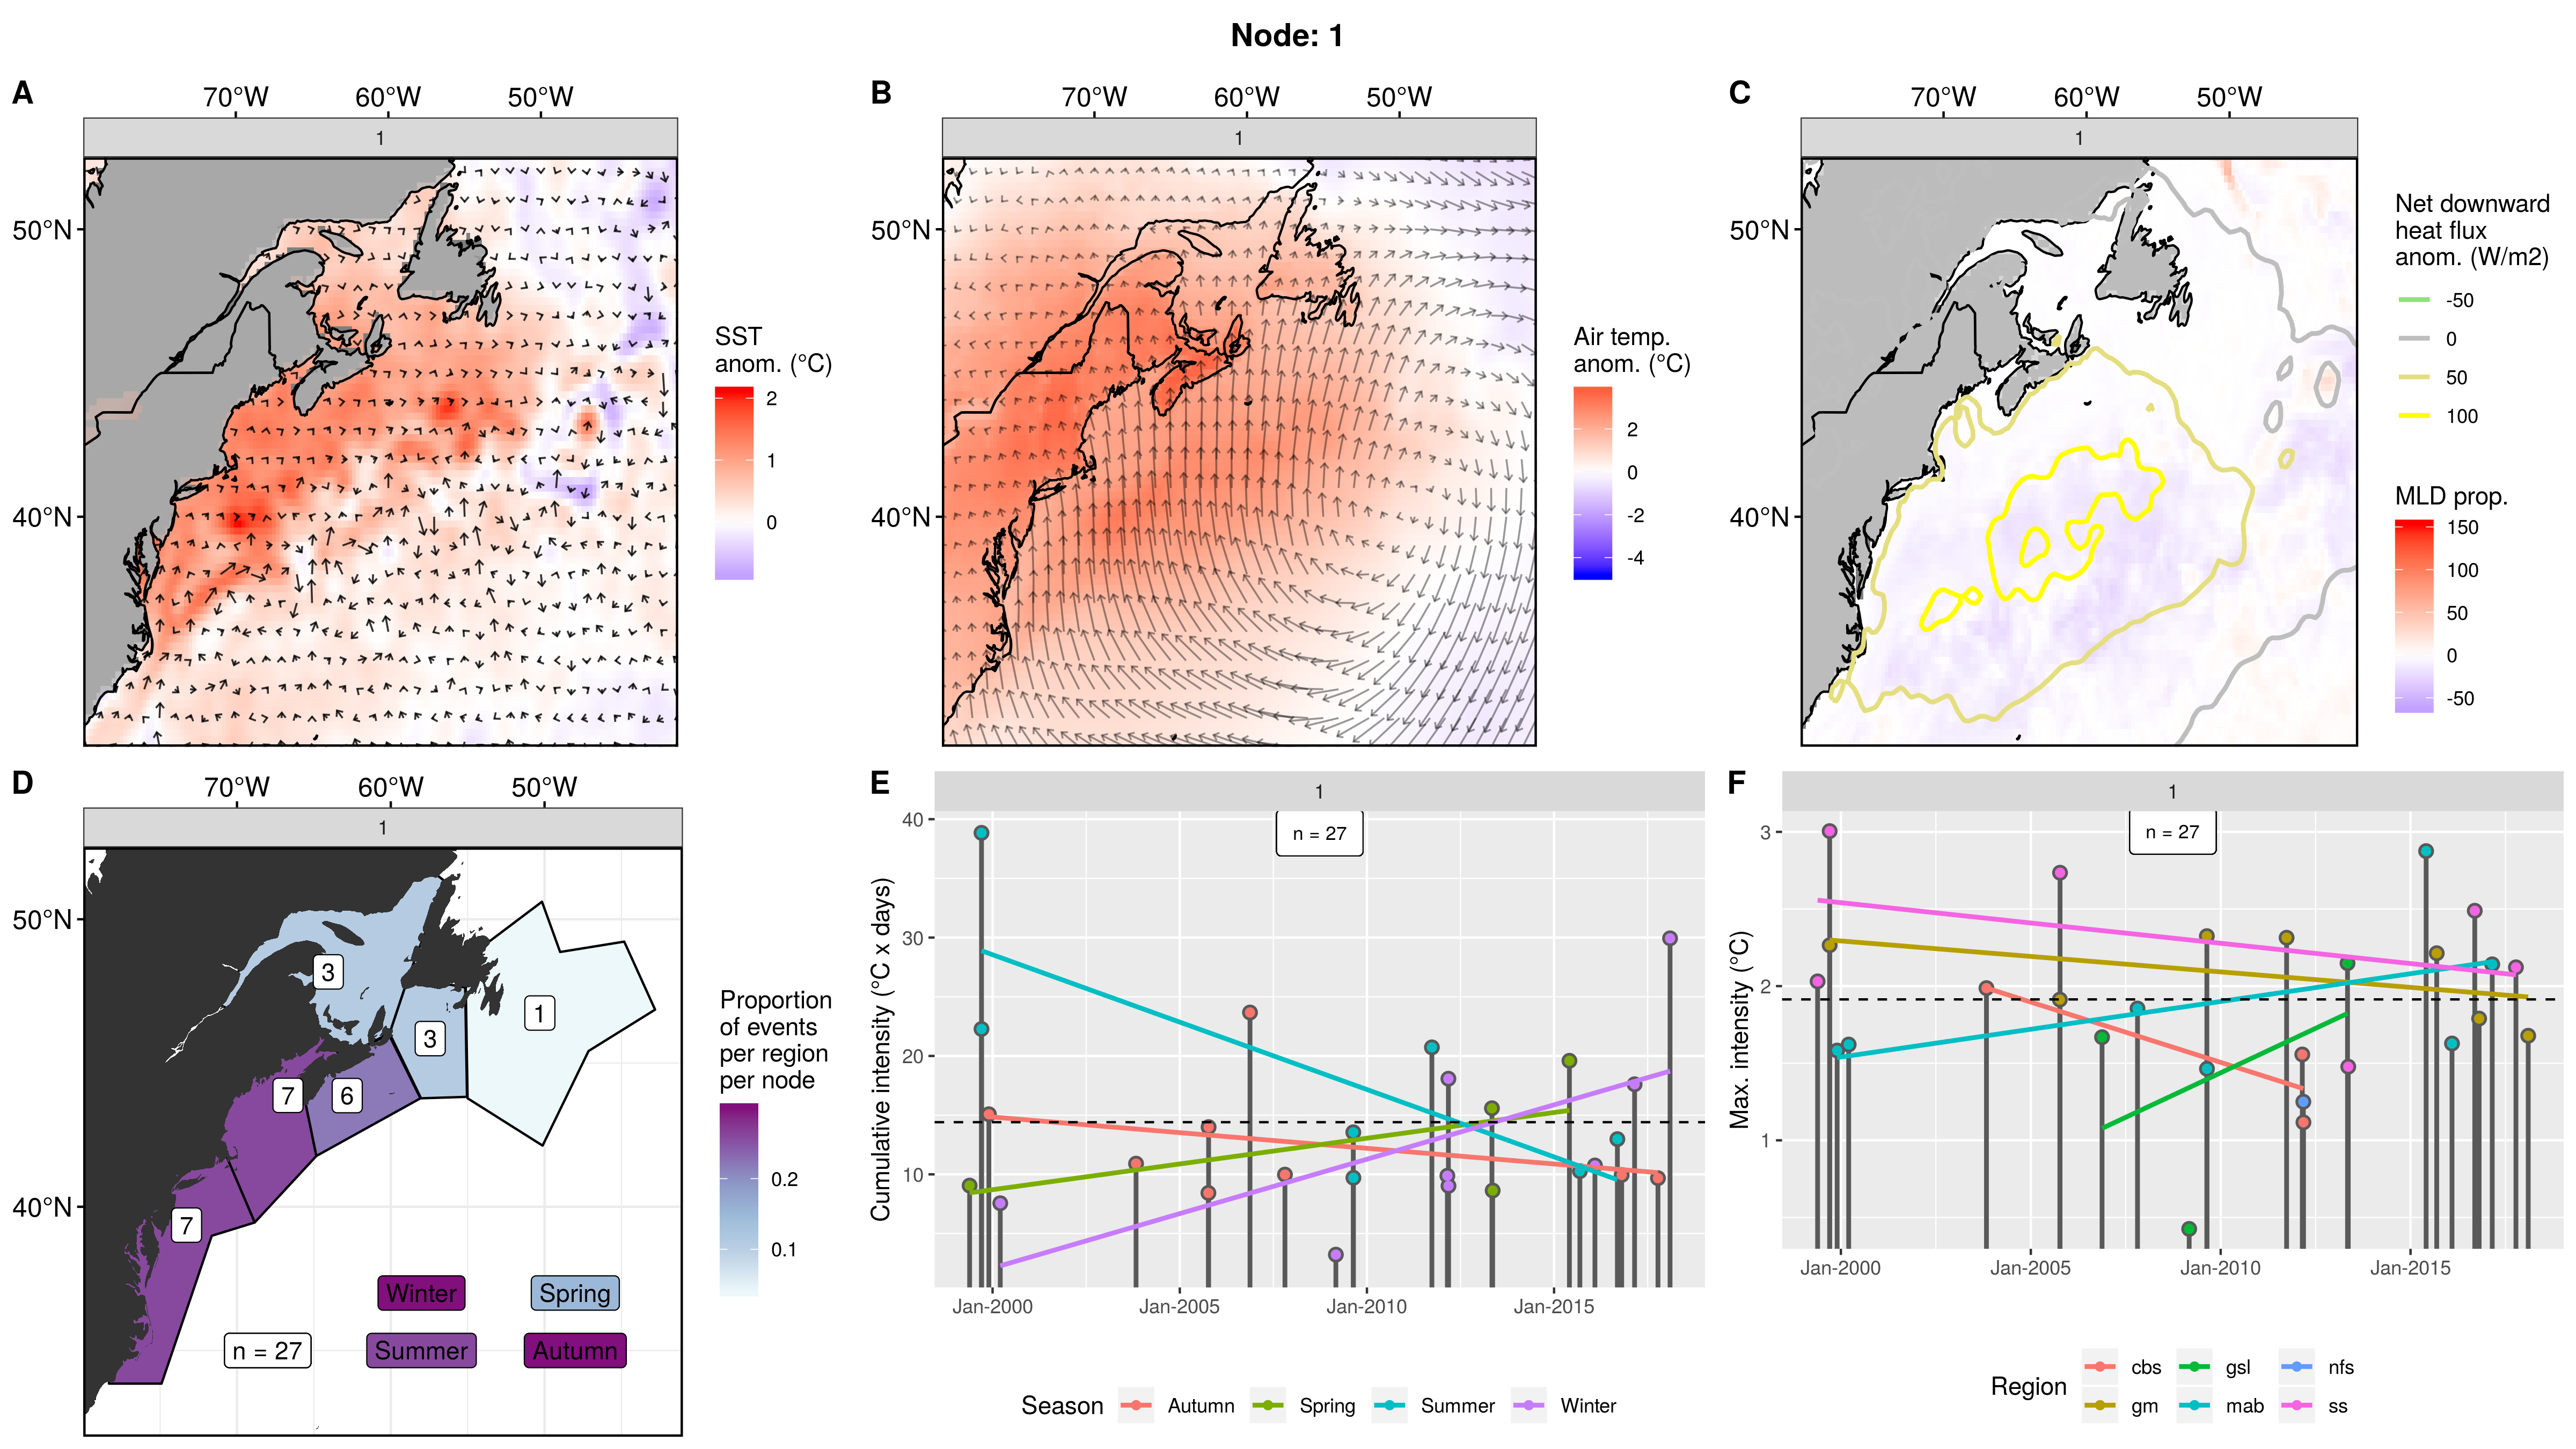 Node: 1
A
70°W 60°W 50°W
1
50°N
40°N
SST
anom. (°C)
2
1
0
B
70°W 60°W 50°W
1
50°N
40°N
Air temp.
anom. (°C)
2
0
-2
-4
C
70°W 60°W 50°W
1
50°N
40°N
Net downward
heat flux
anom. (W/m2)
-50
0
50
100
MLD prop.
150
100
50
0
-50
D
70°W 60°W 50°W
1
50°N
40°N
3
3
1
7
6
7
Winter
Spring
n = 27
Summer
Autumn
Proportion
of events
per region
per node
0.2
0.1
E
1
n = 27
Cumulative intensity (°C x days)
40
30
20
10
Jan-2000 Jan-2005 Jan-2010 Jan-2015
Season Autumn Spring Summer Winter
F
1
n = 27
Max. intensity (°C)
3
2
1
Jan-2000 Jan-2005 Jan-2010 Jan-2015
Region
cbs gsl nfs
gm mab ss